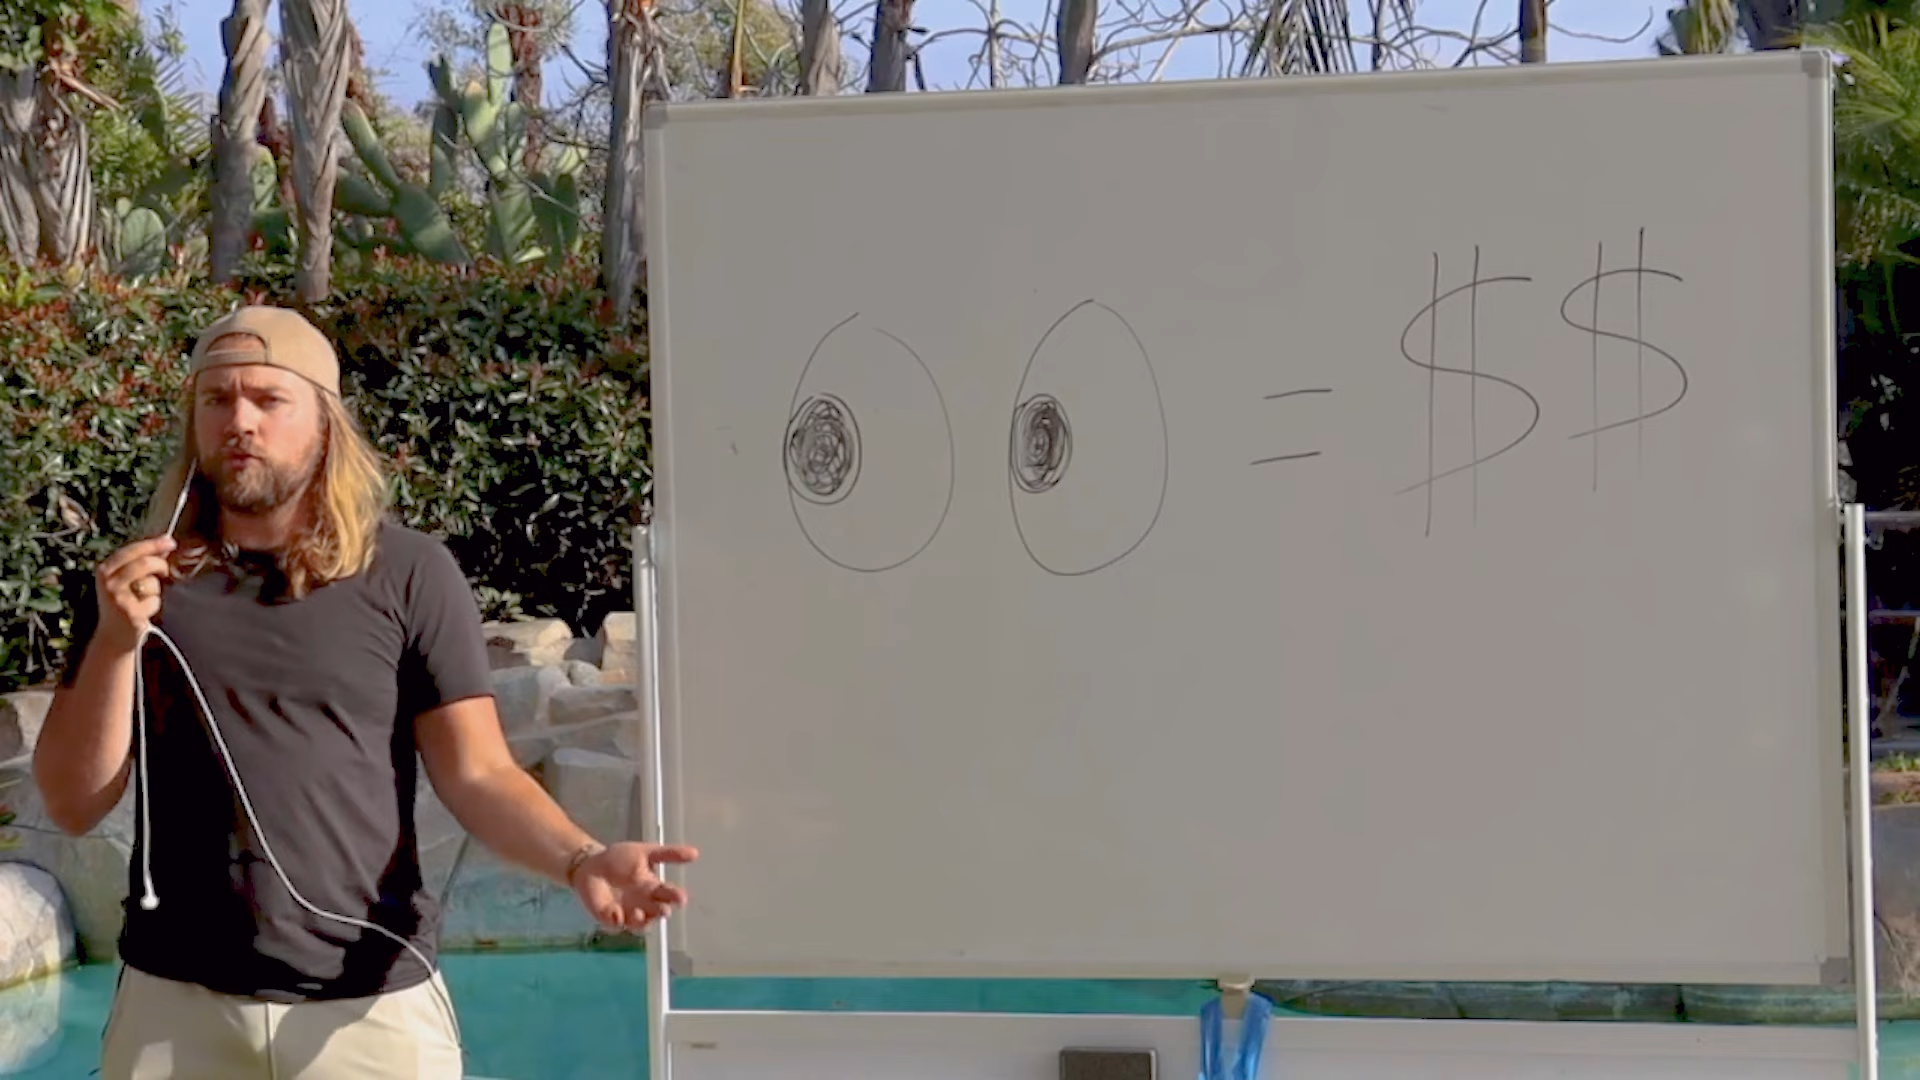 = $$